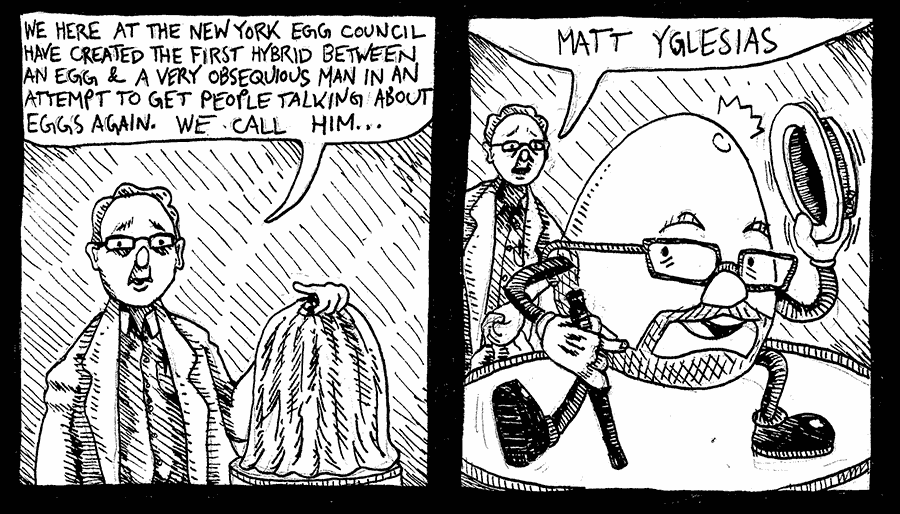 WE HERE AT THE NEW YORK EGG COUNCIL
HAVE CREATED THE FIRST HYBRID BETWEEN
AN EGG & A VERY OBSEQUIOUS MAN IN AN
ATTEMPT TO GET PEOPLE TALKING ABOUT
EGGS AGAIN. WE CALL HIM...
MATT YGLESIAS